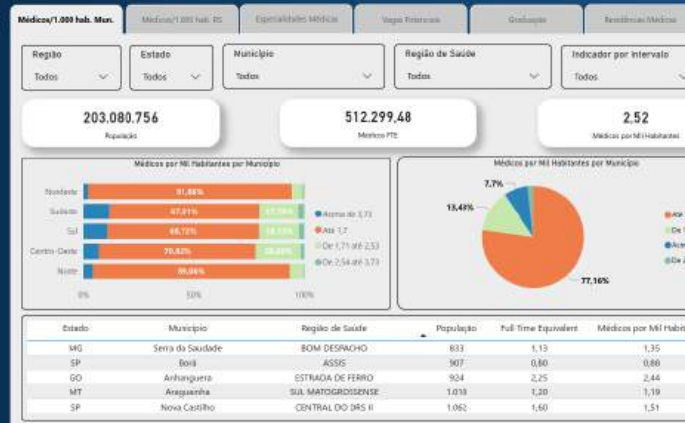 Médicos/1.000 hab. Mun.
Médicos/1.000 hab. RS
Especialidades Médicas
Vagas
Graduação
Residências Médicas
Região
Estado
Município
Região de Saúde
Indicador por Intervalo
Todos
Todos
Todos
Todos
Todos
203.080.756
512.299,48
2,52
População
Médicos FTE
Médicos por Mil Habitantes
Médicos por Mil Habitantes por Município
Médicos por Mil Habitantes por Município
Nordeste
91,86%
Sudeste
Sul
66,72%
Centro-Oeste
70,82%
Norte
89,06%
0%
50%
100%
Acima de 3,73
Até 1,7
De 1,71 até 2,53
De 2,54 até 3,73
7,7%
13,43%
77,16%
Estado
Município
Região de Saúde
População
Full Time Equivalent
Médicos por Mil Habit
MG
Serra da Saudade
BOM DESPACHO
833
1,13
1,35
SP
Borá
ASSIS
907
0,80
0,88
GO
Anhanguera
ESTRADA DE FERRO
924
2,25
2,44
MT
Araguainha
SUL MATOGROSSENSE
1.010
1,20
1,19
SP
Nova Castilho
CENTRAL DO DRS II
1.062
1,60
1,51